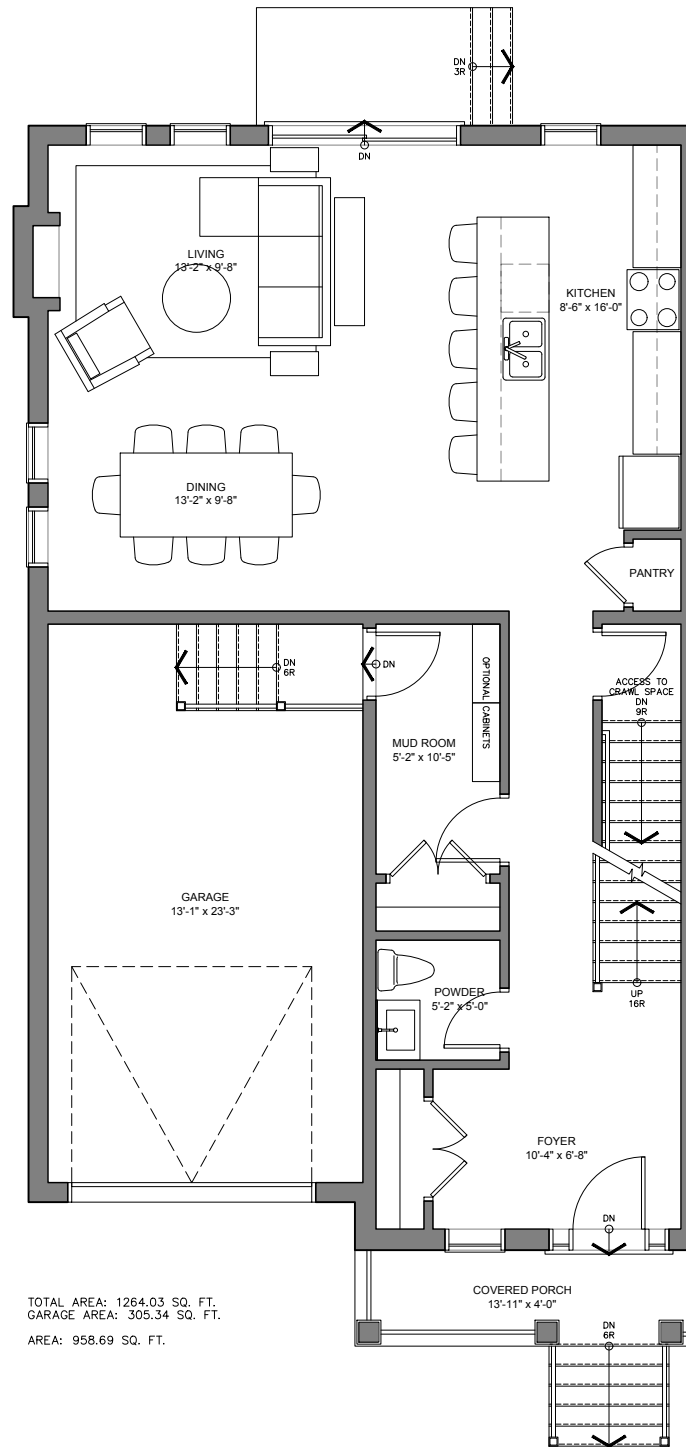 DN
3R
DN
LIVING
13'-2" x 9'-8"
KITCHEN
8'-6" x 16'-0"
DINING
13'-2" x 9'-8"
PANTRY
DN
6R
DN
OPTIONAL CABINETS
ACCESS TO
CRAWL SPACE
DN
9R
MUD ROOM
5'-2" x 10'-5"
GARAGE
13'-1" x 23'-3"
POWDER
5'-2" x 5'-0"
UP
16R
FOYER
10'-4" x 6'-8"
DN
COVERED PORCH
13'-11" x 4'-0"
DN
6R
TOTAL AREA: 1264.03 SQ. FT.
GARAGE AREA: 305.34 SQ. FT.
AREA: 958.69 SQ. FT.